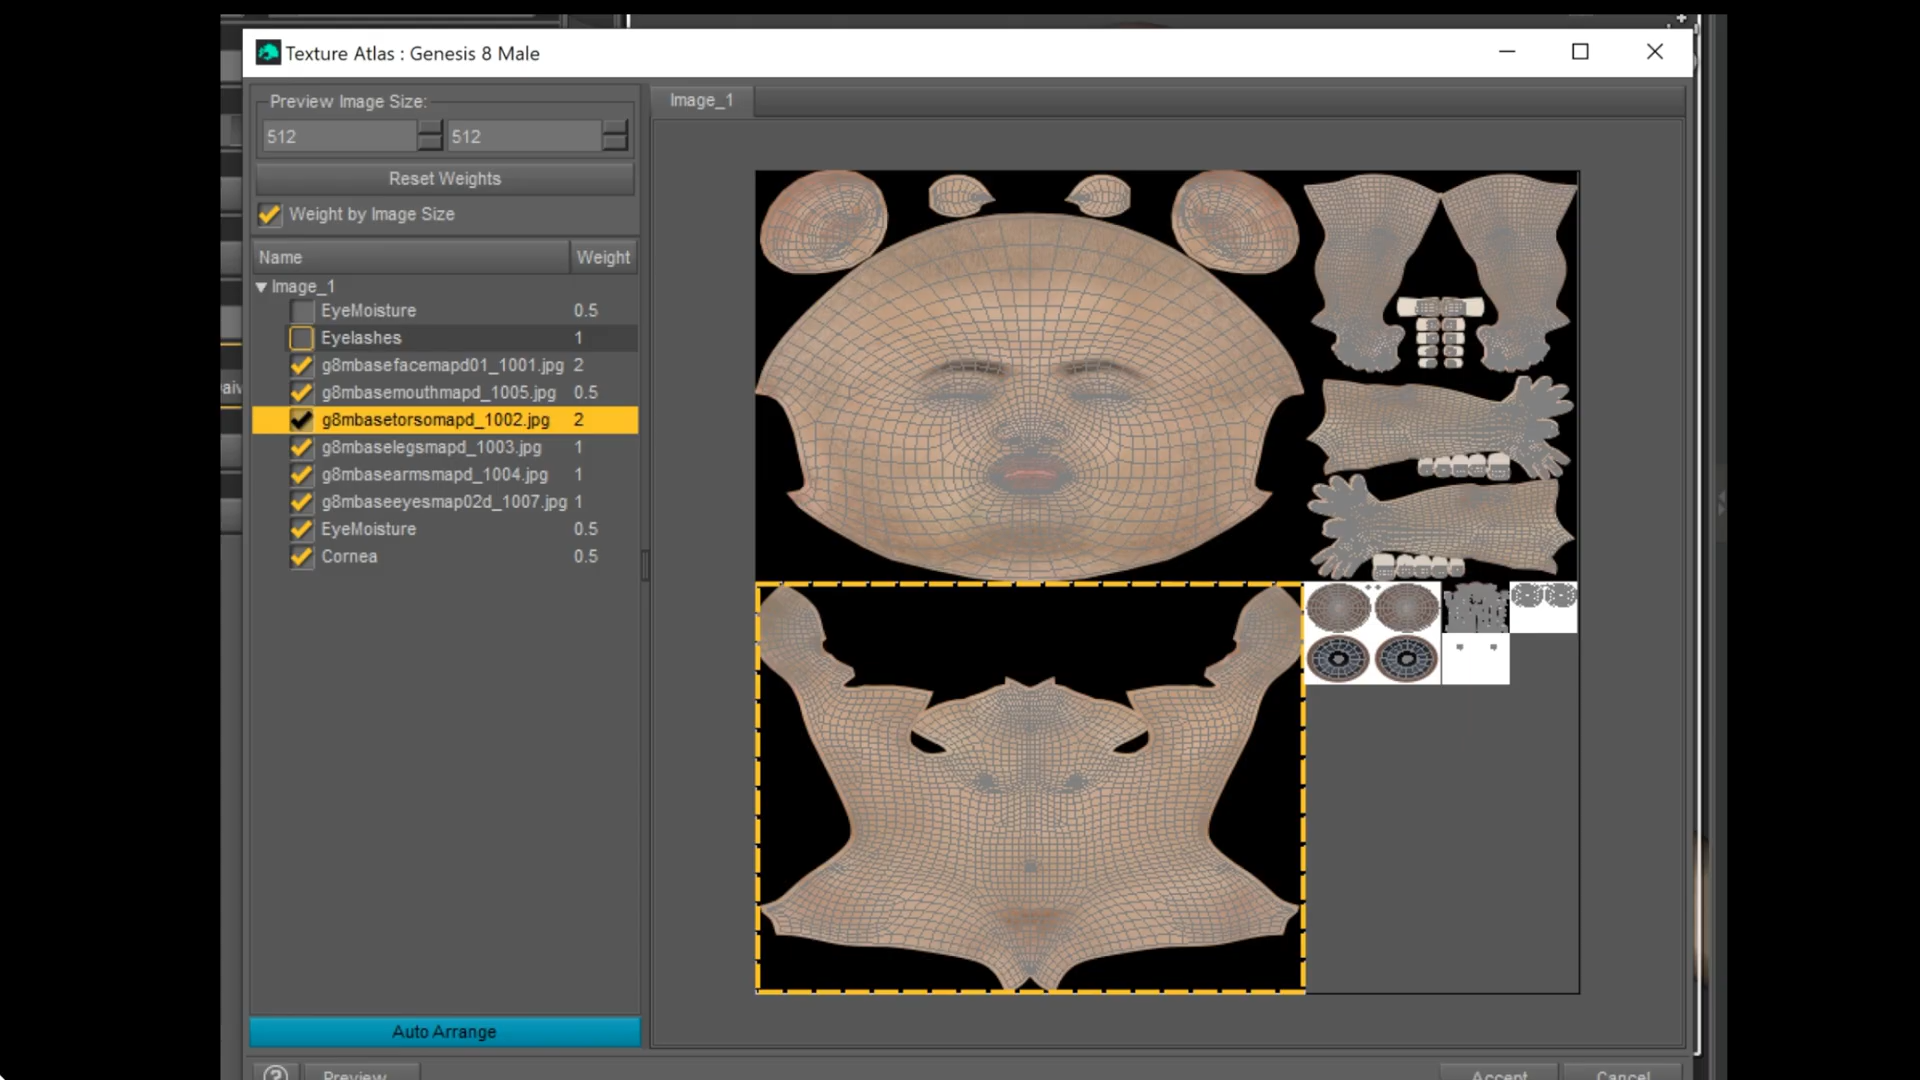 Texture Atlas : Genesis 8 Male
Preview Image Size:
512 512
Reset Weights
Weight by Image Size
Name Weight
Image_1
EyeMoisture 0.5
Eyelashes 1
g8mbasefacemapd01_1001.jpg 2
g8mbasemouthmapd_1005.jpg 0.5
g8mbasetorsomapd_1002.jpg 2
g8mbaselegsmapd_1003.jpg 1
g8mbasearmsmapd_1004.jpg 1
g8mbaseeyesmap02d_1007.jpg 1
EyeMoisture 0.5
Cornea 0.5
Auto Arrange
Image_1
? Preview Accept Cancel